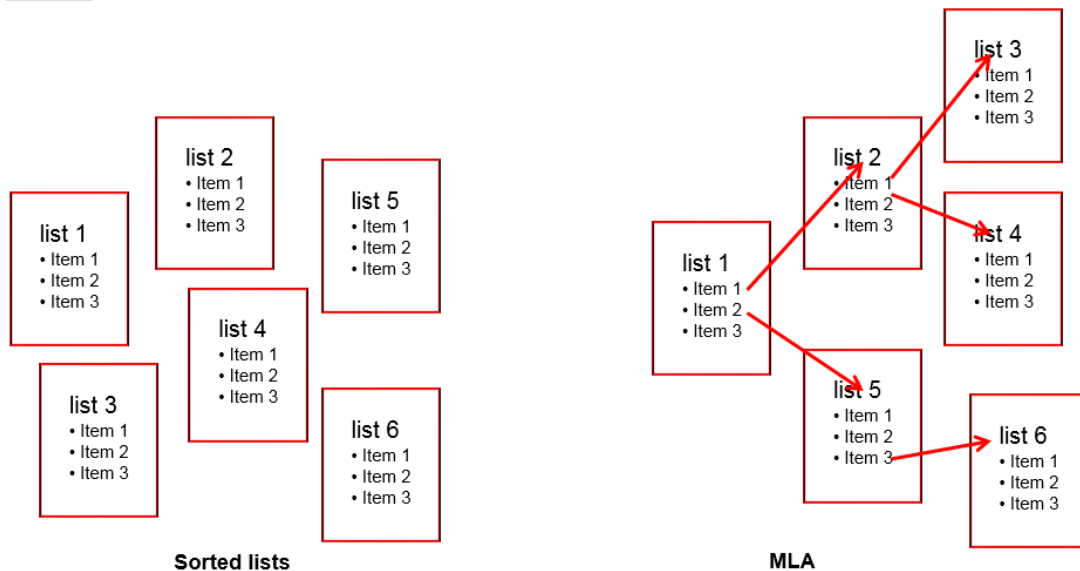 list 1
• Item 1
• Item 2
• Item 3
list 2
• Item 1
• Item 2
• Item 3
list 3
• Item 1
• Item 2
• Item 3
list 4
• Item 1
• Item 2
• Item 3
list 5
• Item 1
• Item 2
• Item 3
list 6
• Item 1
• Item 2
• Item 3
Sorted lists
list 1
• Item 1
• Item 2
• Item 3
list 2
• Item 1
• Item 2
• Item 3
list 3
• Item 1
• Item 2
• Item 3
list 4
• Item 1
• Item 2
• Item 3
list 5
• Item 1
• Item 2
• Item 3
list 6
• Item 1
• Item 2
• Item 3
MLA